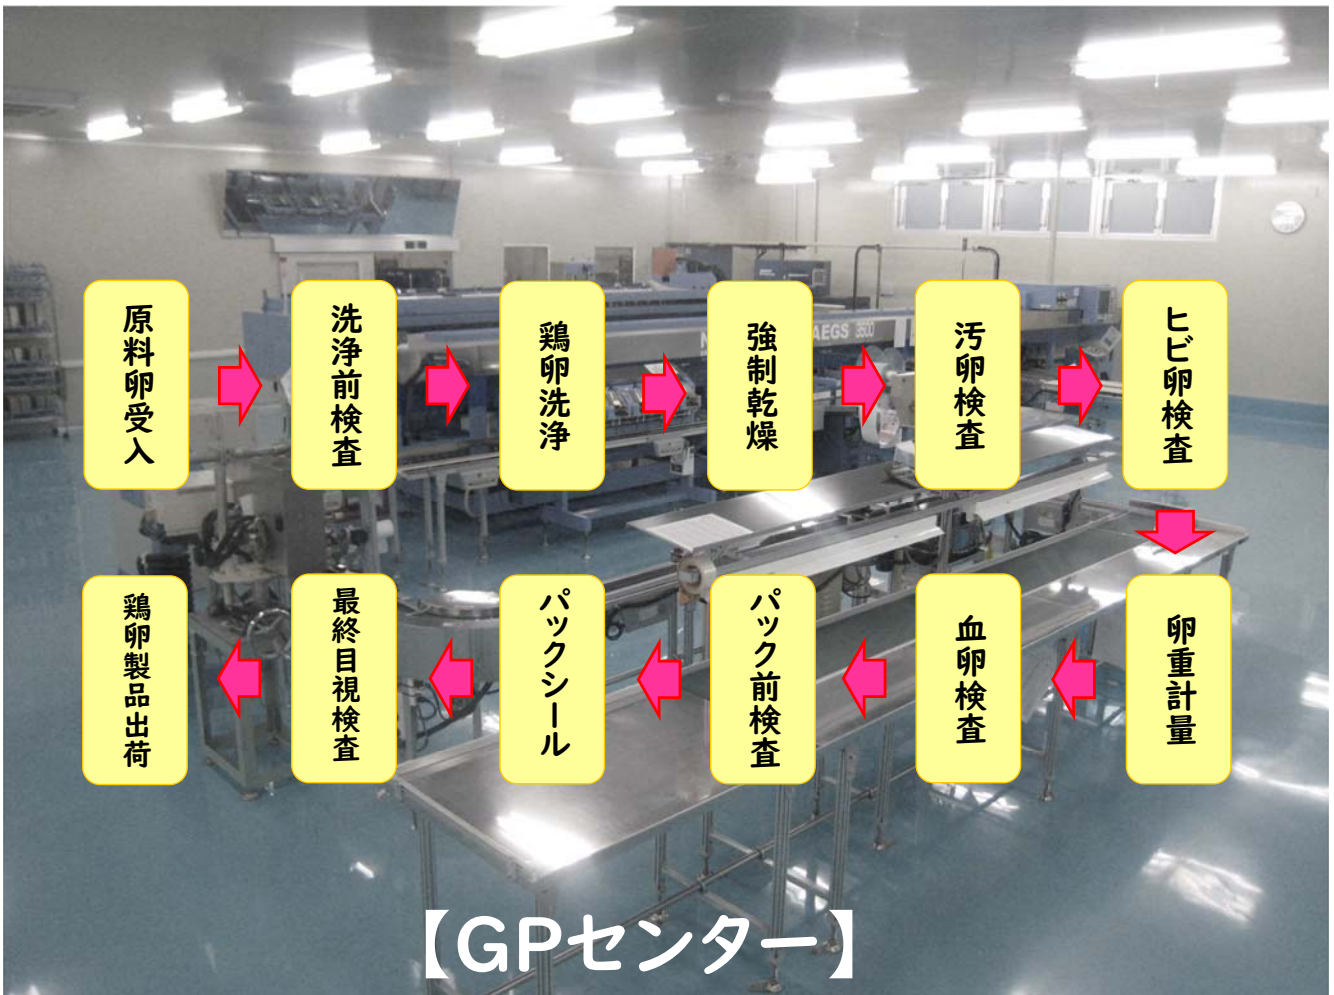 原料卵受入
洗浄前検査
鶏卵洗浄
強制乾燥
汚卵検査
ヒビ卵検査
卵重計量
血卵検査
パック前検査
パックシール
最終目視検査
鶏卵製品出荷
AEGS 3600
【GPセンター】